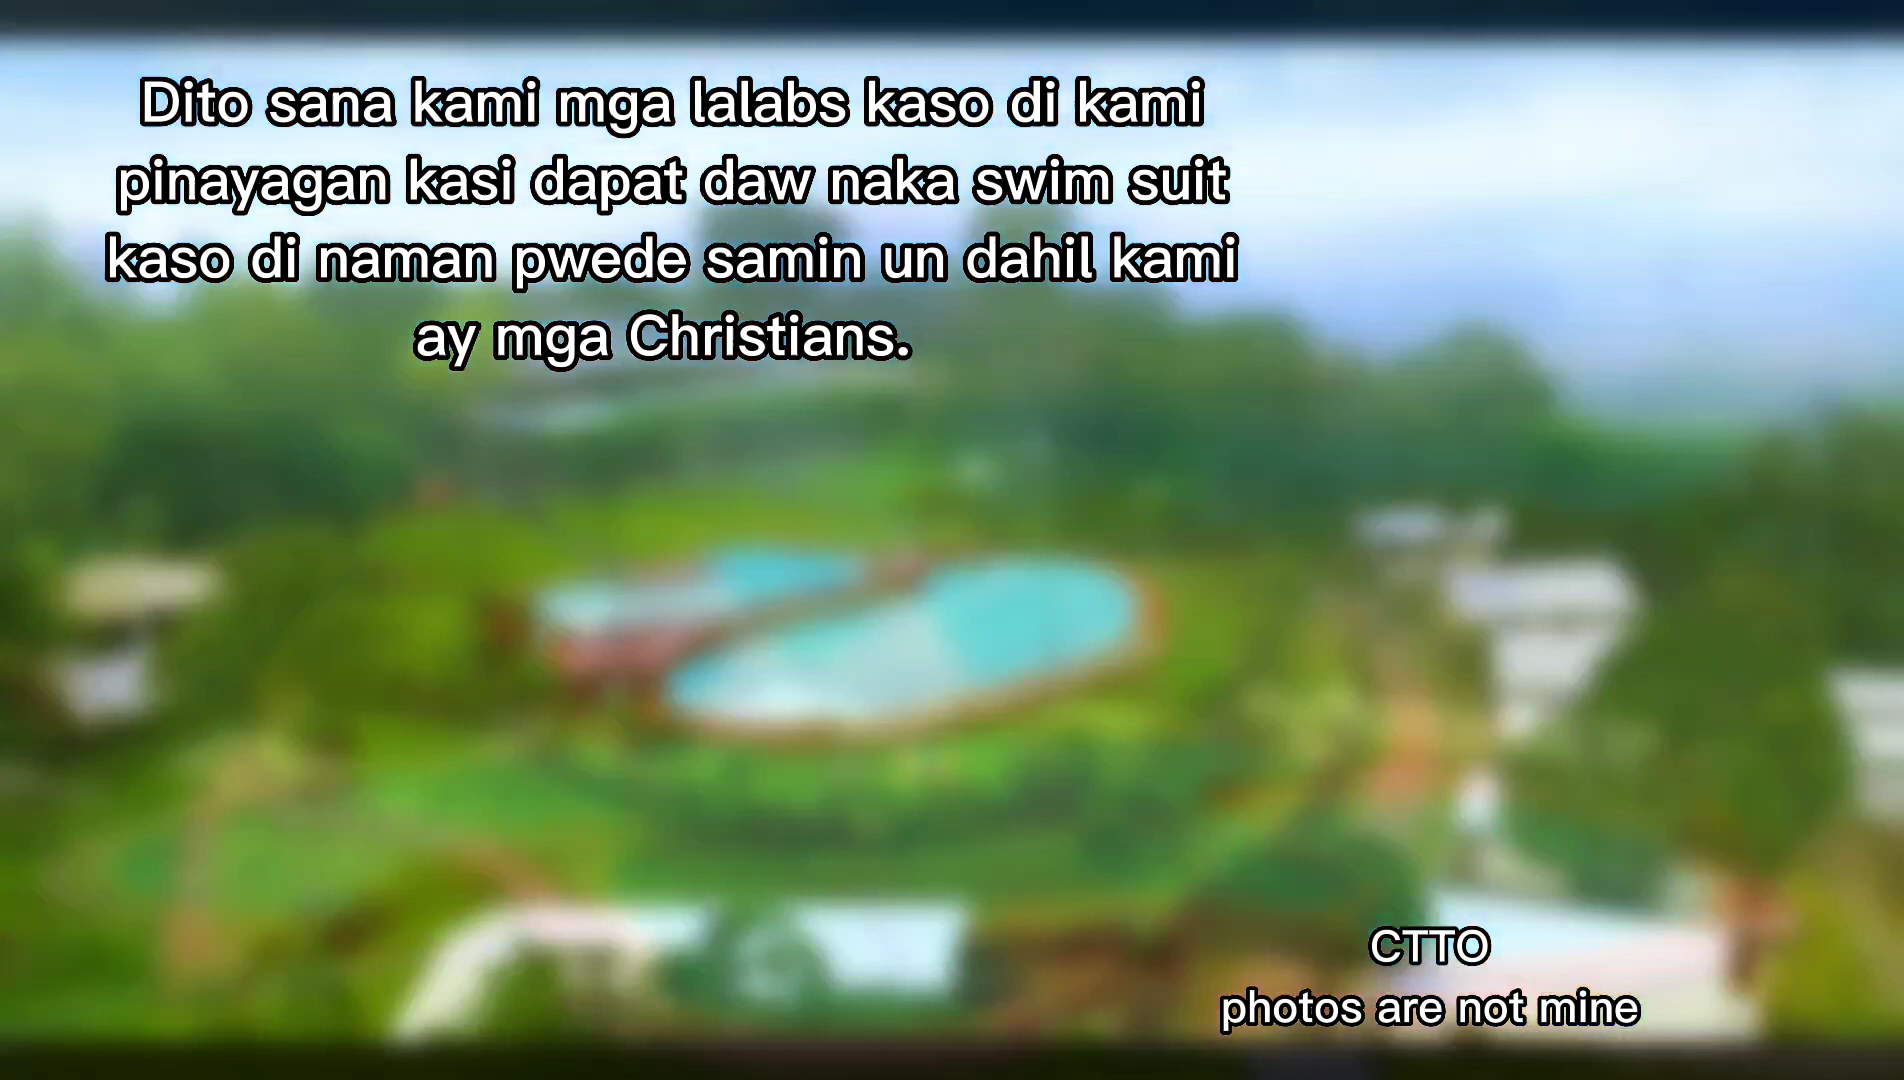 Dito sana kami mga lalabs kaso di kami
pinayagan kasi dapat daw naka swim suit
kaso di naman pwede samin un dahil kami
ay mga Christians.
CTTO
photos are not mine